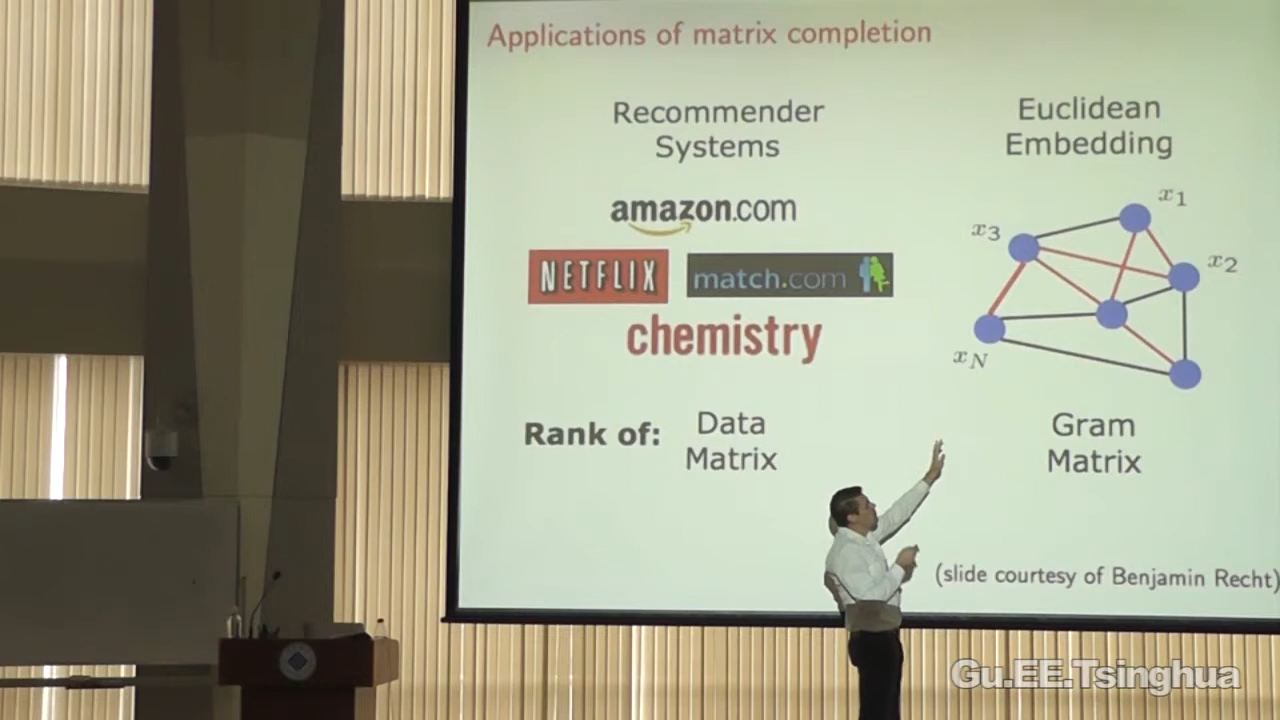 Applications of matrix completion
Recommender
Systems
amazon.com
NETFLIX
match.com
chemistry
Euclidean
Embedding
x1
x3
x2
xN
Rank of:
Data
Matrix
Gram
Matrix
(slide courtesy of Benjamin Recht)
Gu.EE.Tsinghua